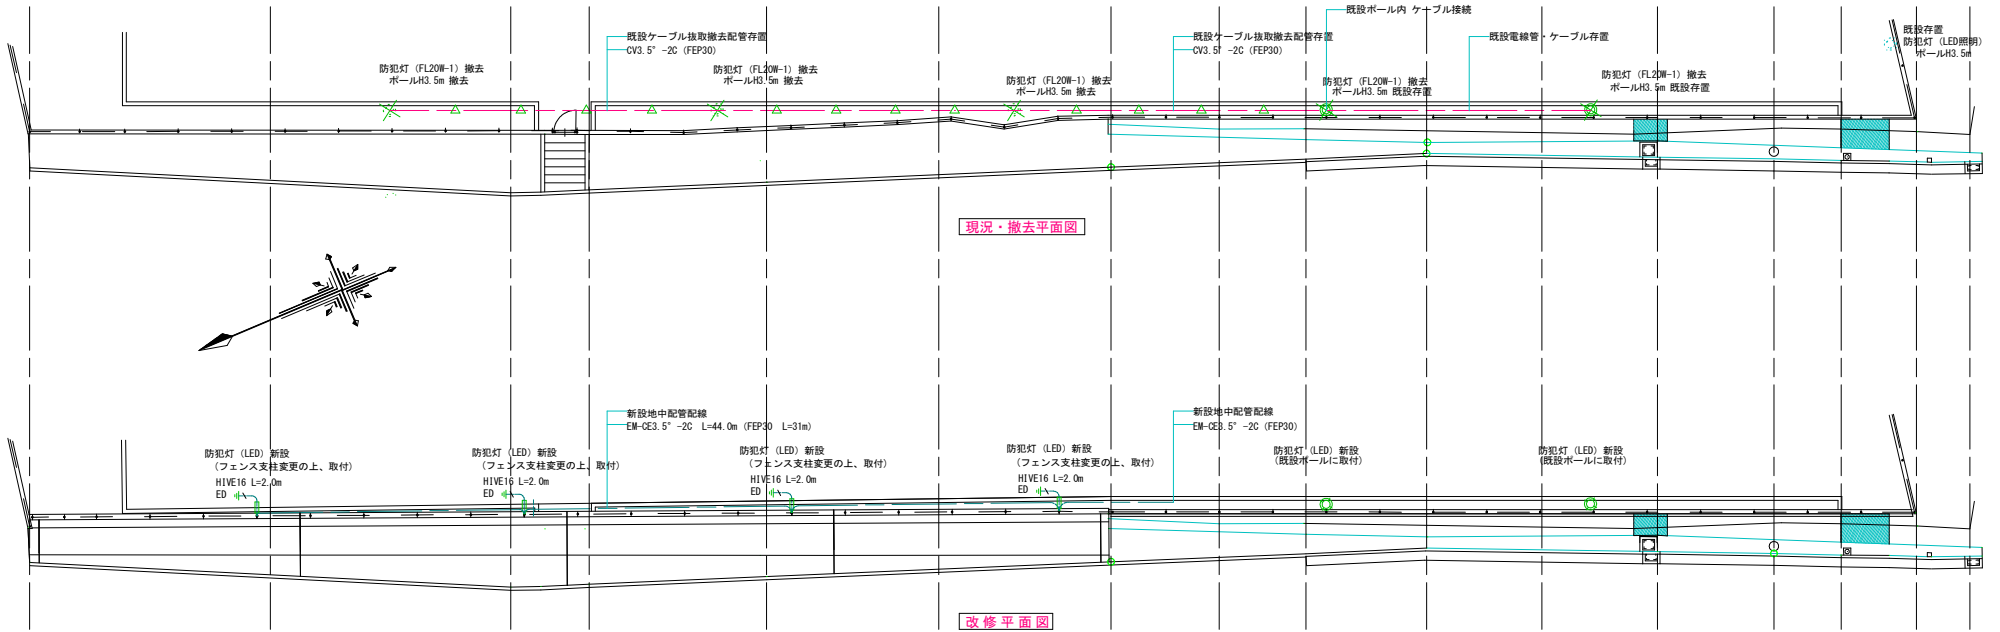 既設ポール内 ケーブル接続
既設ケーブル抜取撤去配管存置
CV3.5°-2C (FEP30)
既設ケーブル抜取撤去配管存置
CV3.5°-2C (FEP30)
既設電線管・ケーブル存置
既設存置
防犯灯 (LED照明)
ポールH3.5m
防犯灯 (FL20W-1) 撤去
ポールH3.5m 撤去
防犯灯 (FL20W-1) 撤去
ポールH3.5m 撤去
防犯灯 (FL20W-1) 撤去
ポールH3.5m 撤去
防犯灯 (FL20W-1) 撤去
ポールH3.5m 既設存置
防犯灯 (FL20W-1) 撤去
ポールH3.5m 既設存置
現況・撤去平面図
新設地中配管配線
EM-CE3.5°-2C L=44.0m (FEP30 L=31m)
新設地中配管配線
EM-CE3.5°-2C (FEP30)
防犯灯 (LED) 新設
(フェンス支柱変更の上、取付)
HIVE16 L=2.0m
ED
防犯灯 (LED) 新設
(フェンス支柱変更の上、取付)
HIVE16 L=2.0m
ED
防犯灯 (LED) 新設
(フェンス支柱変更の上、取付)
HIVE16 L=2.0m
ED
防犯灯 (LED) 新設
(フェンス支柱変更の上、取付)
HIVE16 L=2.0m
ED
防犯灯 (LED) 新設
(既設ポールに取付)
防犯灯 (LED) 新設
(既設ポールに取付)
改修平面図